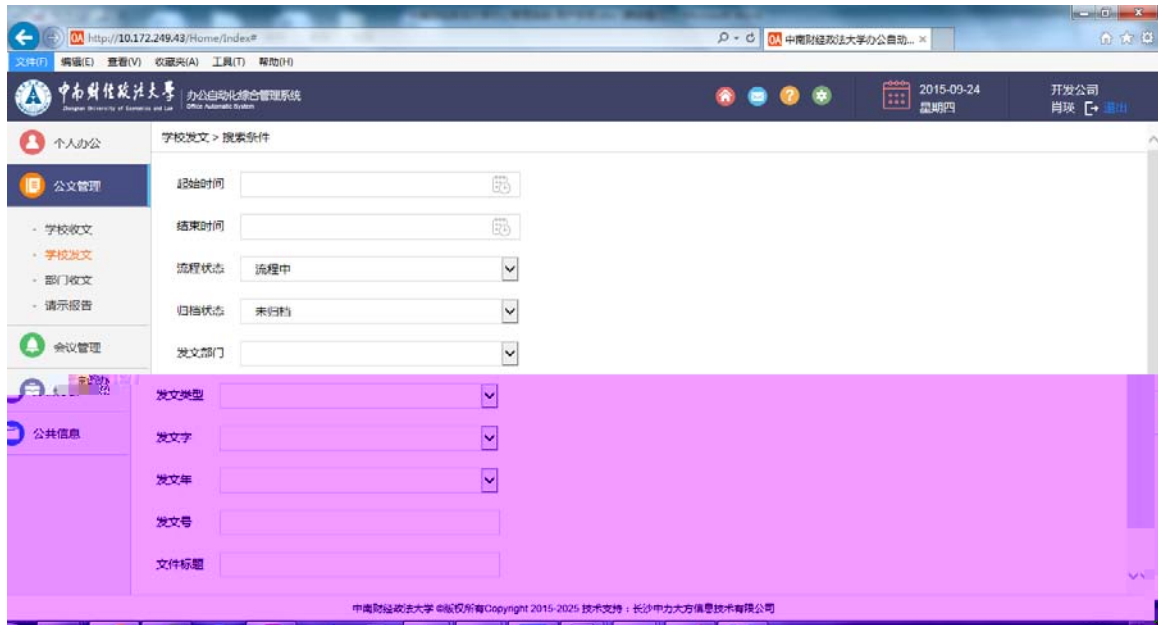 http://10.172.249.43/Home/Index#
中南财经政法大学办公自动...
文件(F) 编辑(E) 查看(V) 收藏夹(A) 工具(T) 帮助(H)
中南财经政法大学 办公自动化综合管理系统
Zhongnan University of Economics and Law Office Automatic System
2015-09-24
星期四
开发公司
肖瑛 退出
个人办公
学校发文 > 搜索条件
公文管理
起始时间
学校收文
结束时间
学校发文
部门收文
流程状态 流程中
请示报告
归档状态 未归档
会议管理
发文部门
发文类型
公共信息
发文字
发文年
发文号
文件标题
中南财经政法大学 ©版权所有Copyright 2015-2025 技术支持：长沙中力大方信息技术有限公司